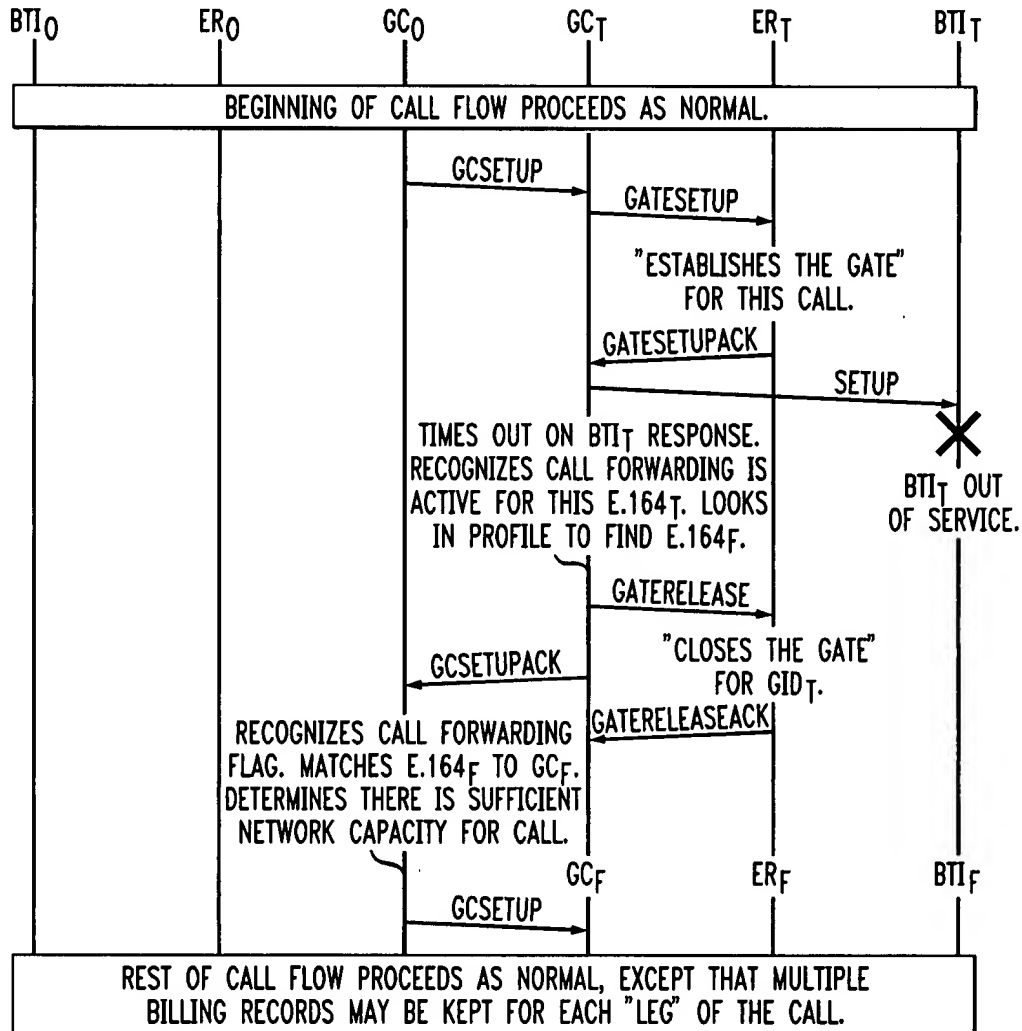 BTIO ERO GCO GCT ERT BTIT
BEGINNING OF CALL FLOW PROCEEDS AS NORMAL.
GCSETUP
GATESETUP
"ESTABLISHES THE GATE"
FOR THIS CALL.
GATESETUPACK
SETUP
TIMES OUT ON BTIT RESPONSE.
RECOGNIZES CALL FORWARDING IS
ACTIVE FOR THIS E.164T. LOOKS
IN PROFILE TO FIND E.164F.
BTIT OUT
OF SERVICE.
GATERELEASE
"CLOSES THE GATE"
FOR GIDT.
GCSETUPACK
GATERELEASEACK
RECOGNIZES CALL FORWARDING
FLAG. MATCHES E.164F TO GCF.
DETERMINES THERE IS SUFFICIENT
NETWORK CAPACITY FOR CALL.
GCF ERF BTIF
GCSETUP
REST OF CALL FLOW PROCEEDS AS NORMAL, EXCEPT THAT MULTIPLE
BILLING RECORDS MAY BE KEPT FOR EACH "LEG" OF THE CALL.